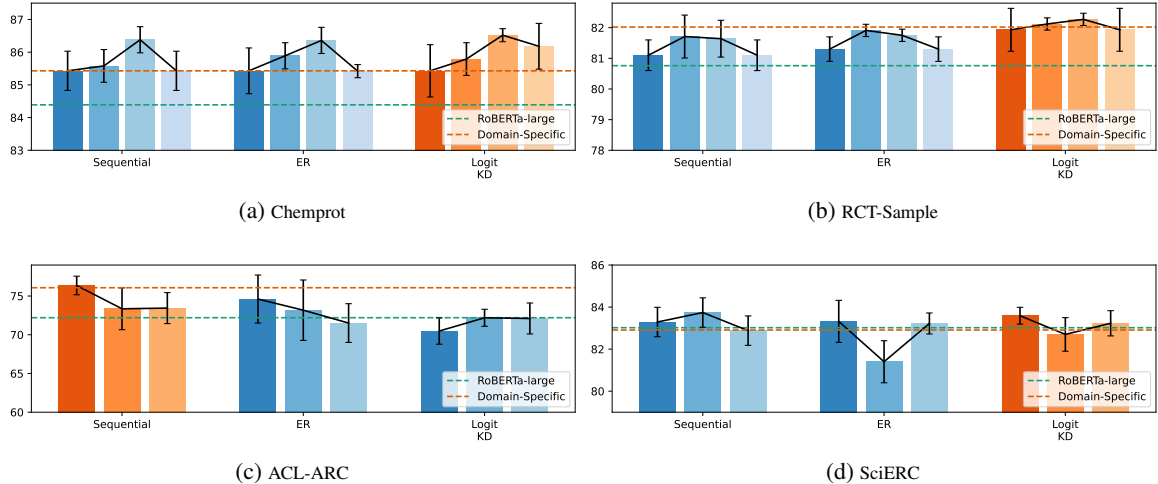 87
86
85
84
83
Sequential
ER
Logit
KD
RoBERTa-large
Domain-Specific
(a) Chemprot
82
81
80
79
78
Sequential
ER
Logit
KD
RoBERTa-large
Domain-Specific
(b) RCT-Sample
75
70
65
60
Sequential
ER
Logit
KD
RoBERTa-large
Domain-Specific
(c) ACL-ARC
86
84
82
80
Sequential
ER
Logit
KD
RoBERTa-large
Domain-Specific
(d) SciERC